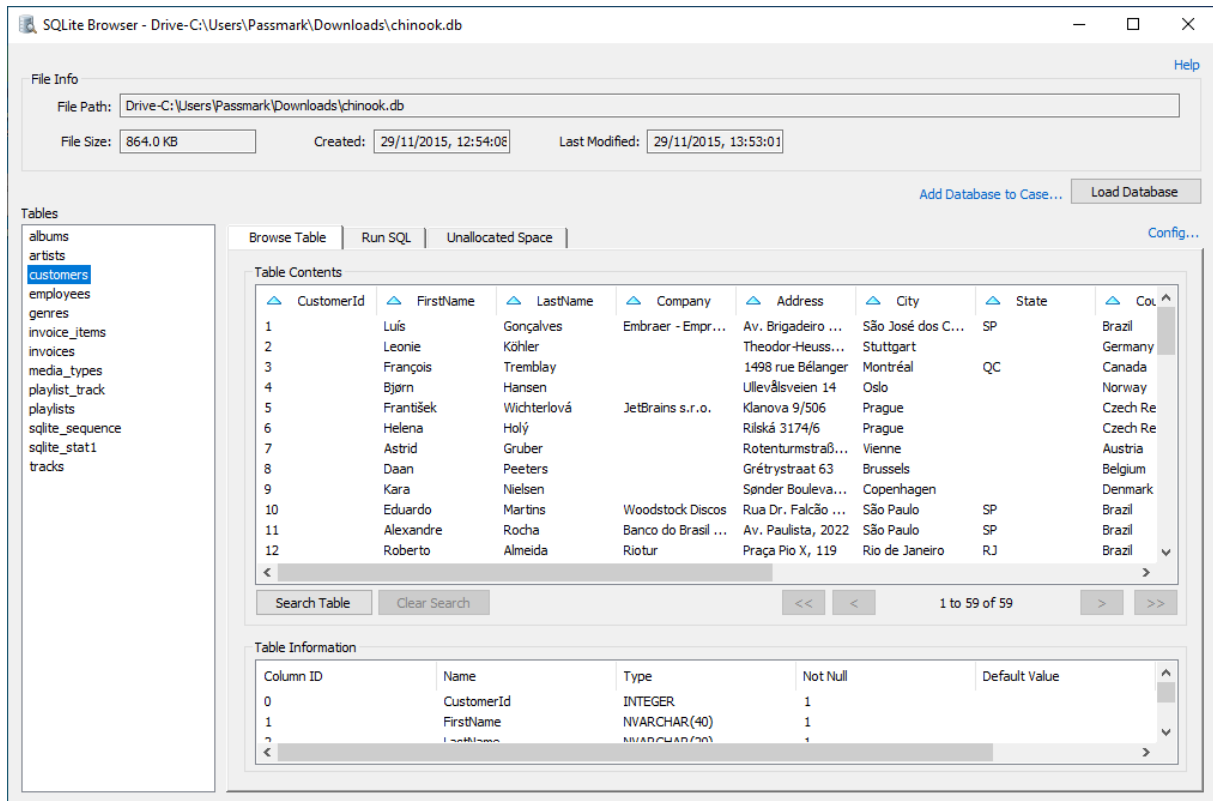 SQLite Browser - Drive-C:\Users\Passmark\Downloads\chinook.db
Help
File Info
File Path: Drive-C:\Users\Passmark\Downloads\chinook.db
File Size: 864.0 KB Created: 29/11/2015, 12:54:08 Last Modified: 29/11/2015, 13:53:01
Add Database to Case... Load Database
Tables
albums
artists
customers
employees
genres
invoice_items
invoices
media_types
playlist_track
playlists
sqlite_sequence
sqlite_stat1
tracks
Browse Table Run SQL Unallocated Space Config...
Table Contents
CustomerId FirstName LastName Company Address City State Cou
1 Luís Gonçalves Embraer - Empr... Av. Brigadeiro ... São José dos C... SP Brazil
2 Leonie Köhler Theodor-Heuss... Stuttgart Germany
3 François Tremblay 1498 rue Bélanger Montréal QC Canada
4 Bjørn Hansen Ullevålsveien 14 Oslo Norway
5 František Wichterlová JetBrains s.r.o. Klanova 9/506 Prague Czech Re
6 Helena Holý Rilská 3174/6 Prague Czech Re
7 Astrid Gruber Rotenturmstraß... Vienne Austria
8 Daan Peeters Grétrystraat 63 Brussels Belgium
9 Kara Nielsen Sønder Bouleva... Copenhagen Denmark
10 Eduardo Martins Woodstock Discos Rua Dr. Falcão ... São Paulo SP Brazil
11 Alexandre Rocha Banco do Brasil ... Av. Paulista, 2022 São Paulo SP Brazil
12 Roberto Almeida Riotur Praça Pio X, 119 Rio de Janeiro RJ Brazil
Search Table Clear Search << < 1 to 59 of 59 > >>
Table Information
Column ID Name Type Not Null Default Value
0 CustomerId INTEGER 1
1 FirstName NVARCHAR(40) 1
2 LastName NVARCHAR(20) 1